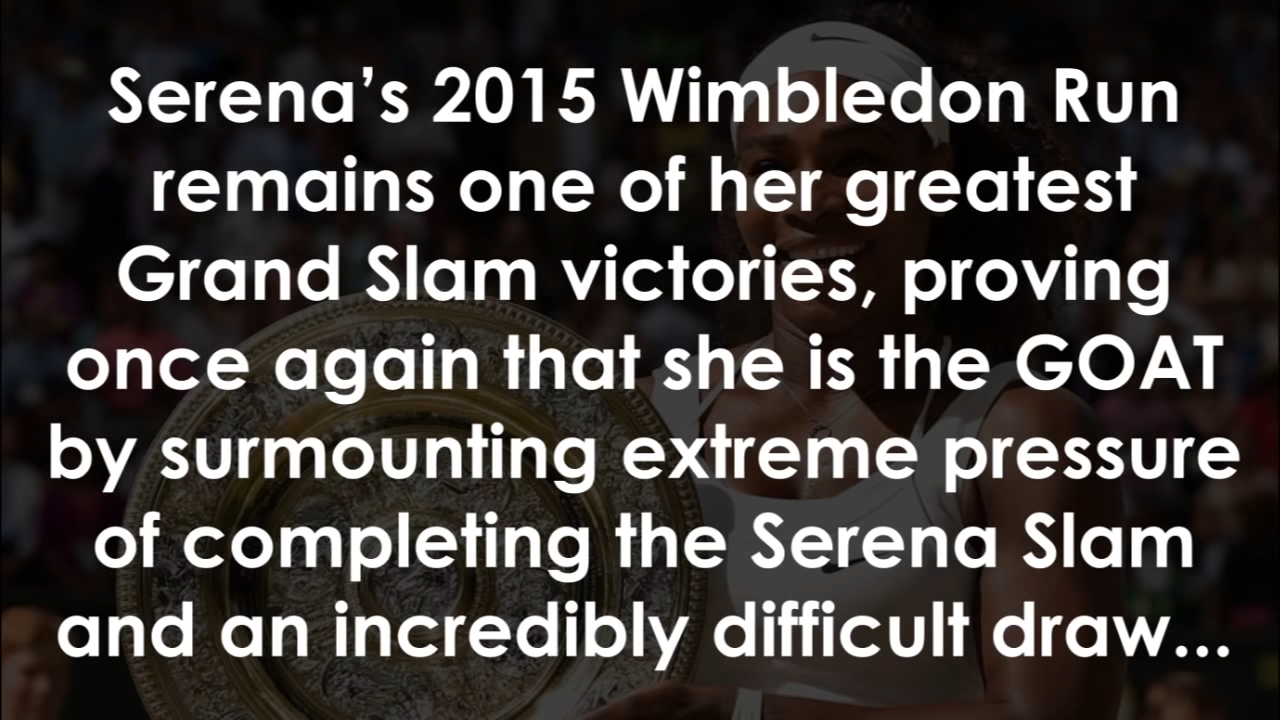 Serena’s 2015 Wimbledon Run
remains one of her greatest
Grand Slam victories, proving
once again that she is the GOAT
by surmounting extreme pressure
of completing the Serena Slam
and an incredibly difficult draw...